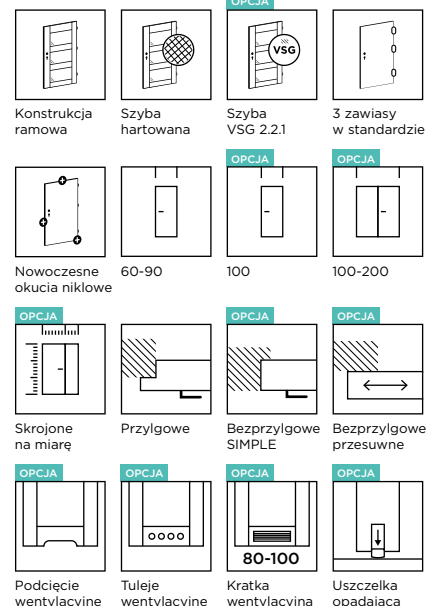 OPCJA
VSG
Konstrukcja
ramowa
Szyba
hartowana
Szyba
VSG 2.2.1
3 zawiasy
w standardzie
OPCJA
OPCJA
Nowoczesne
okucia niklowe
60-90
100
100-200
OPCJA
OPCJA
OPCJA
Skrojone
na miarę
Przylgowe
Bezprzylgowe
SIMPLE
Bezprzylgowe
przesuwne
OPCJA
OPCJA
OPCJA
OPCJA
80-100
Podcięcie
wentylacyjne
Tuleje
wentylacyjne
Kratka
wentylacyjna
Uszczelka
opadająca